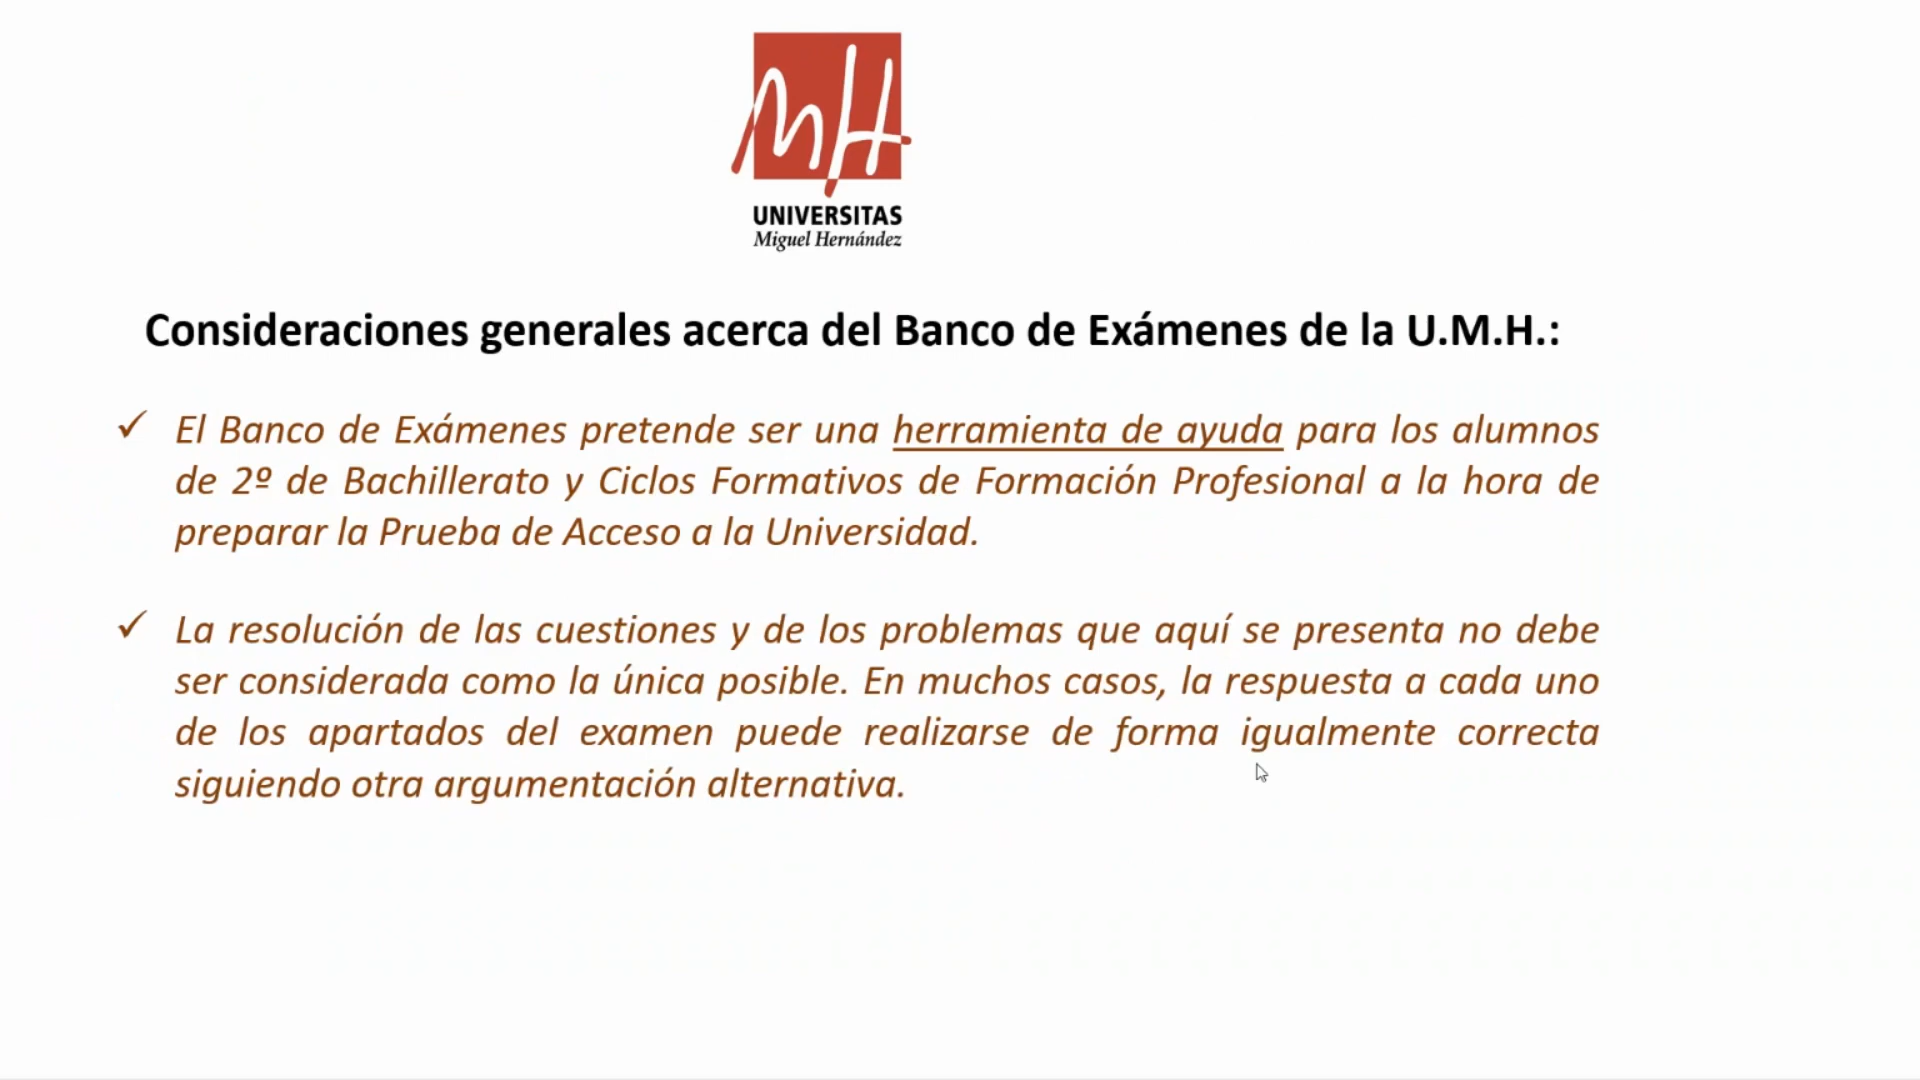 MH
UNIVERSITAS
Miguel Hernández
Consideraciones generales acerca del Banco de Exámenes de la U.M.H.:
✓ El Banco de Exámenes pretende ser una herramienta de ayuda para los alumnos
de 2º de Bachillerato y Ciclos Formativos de Formación Profesional a la hora de
preparar la Prueba de Acceso a la Universidad.
✓ La resolución de las cuestiones y de los problemas que aquí se presenta no debe
ser considerada como la única posible. En muchos casos, la respuesta a cada uno
de los apartados del examen puede realizarse de forma igualmente correcta
siguiendo otra argumentación alternativa.